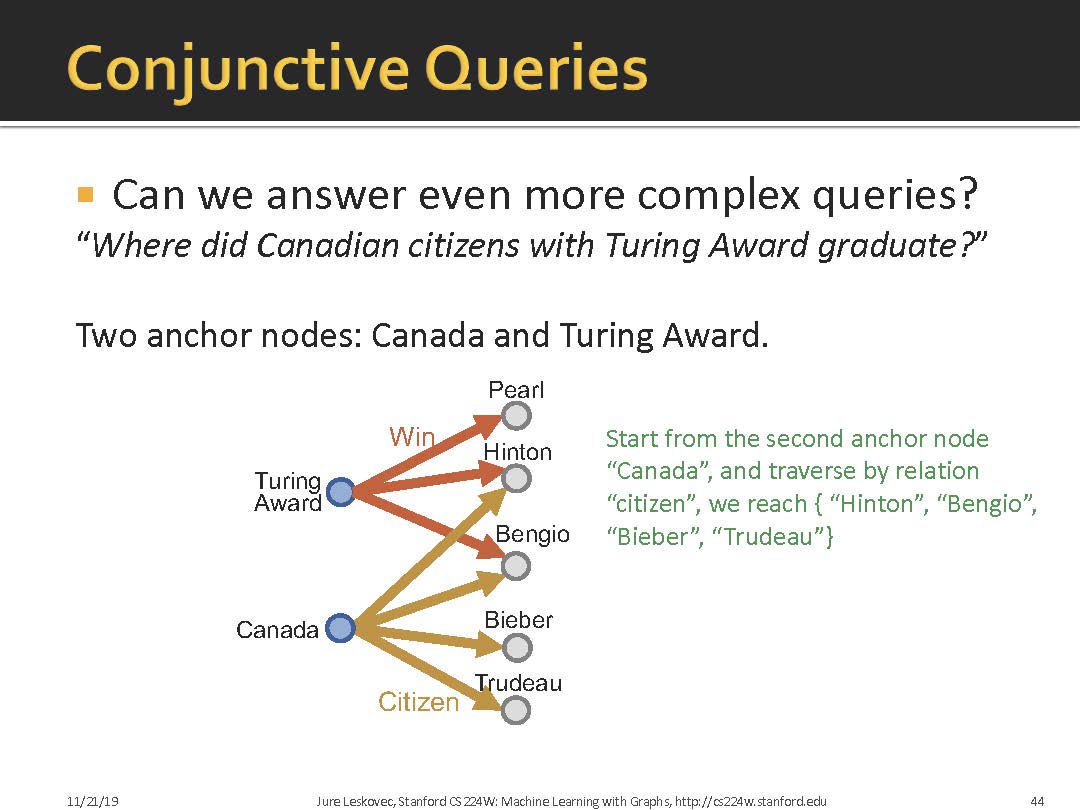 Conjunctive Queries
Can we answer even more complex queries?
“Where did Canadian citizens with Turing Award graduate?”
Two anchor nodes: Canada and Turing Award.
Pearl
Win
Hinton
Turing
Award
Bengio
Canada
Bieber
Trudeau
Citizen
Start from the second anchor node
“Canada”, and traverse by relation
“citizen”, we reach { “Hinton”, “Bengio”,
“Bieber”, “Trudeau”}
11/21/19
Jure Leskovec, Stanford CS224W: Machine Learning with Graphs, http://cs224w.stanford.edu
44